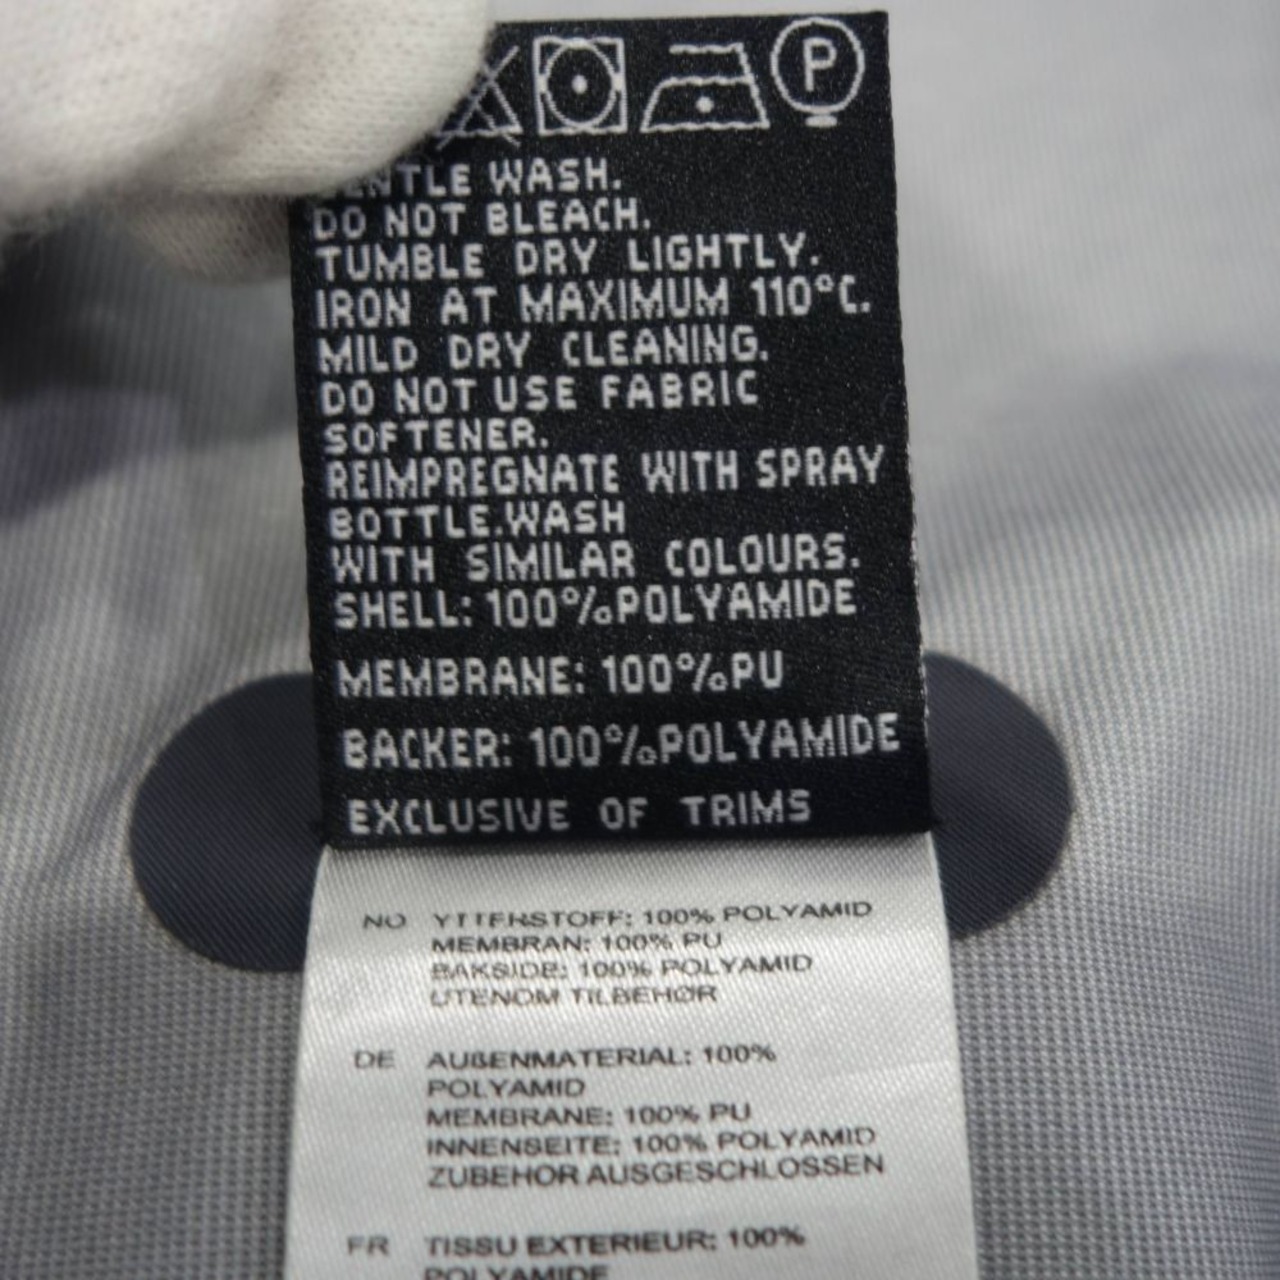 P
GENTLE WASH.
DO NOT BLEACH.
TUMBLE DRY LIGHTLY.
IRON AT MAXIMUM 110°C.
MILD DRY CLEANING.
DO NOT USE FABRIC
SOFTENER.
REIMPREGNATE WITH SPRAY
BOTTLE.WASH
WITH SIMILAR COLOURS.
SHELL: 100%POLYAMIDE
MEMBRANE: 100%PU
BACKER: 100%POLYAMIDE
EXCLUSIVE OF TRIMS
NO YTTERSTOFF: 100% POLYAMID
MEMBRAN: 100% PU
BAKSIDE: 100% POLYAMID
UTENOM TILBEHØR
DE AUßENMATERIAL: 100%
POLYAMID
MEMBRANE: 100% PU
INNENSEITE: 100% POLYAMID
ZUBEHOR AUSGESCHLOSSEN
FR TISSU EXTERIEUR: 100%
POLYAMIDE